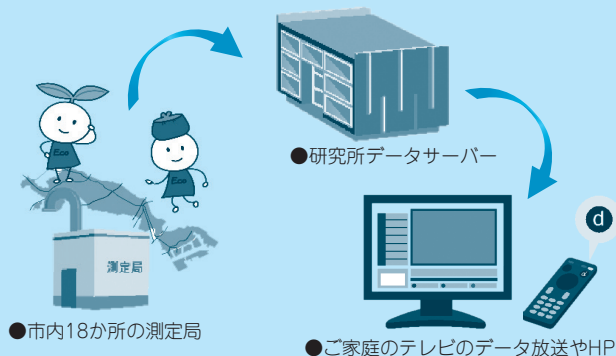 Eco
Eco
測定局
●市内18か所の測定局
●研究所データサーバー
d
●ご家庭のテレビのデータ放送やHP